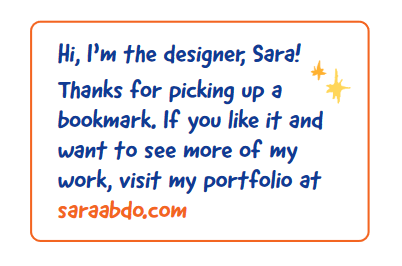 Hi, I'm the designer, Sara!
Thanks for picking up a
bookmark. If you like it and
want to see more of my
work, visit my portfolio at
saraabdo.com